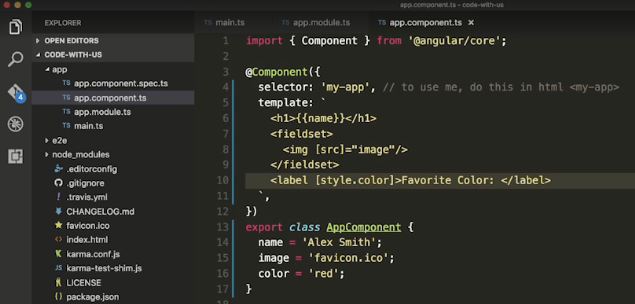 app.component.ts - code-with-us
EXPLORER
OPEN EDITORS
CODE-WITH-US
app
TS app.component.spec.ts
TS app.component.ts
TS app.module.ts
TS main.ts
e2e
node_modules
.editorconfig
.gitignore
.travis.yml
CHANGELOG.md
favicon.ico
index.html
karma.conf.js
karma-test-shim.js
LICENSE
package.json
4
TS main.ts
TS app.module.ts
TS app.component.ts ×
1 import { Component } from '@angular/core';
2
3 @Component({
4 selector: 'my-app', // to use me, do this in html <my-app>
5 template: `
6 <h1>{{name}}</h1>
7 <fieldset>
8 <img [src]="image"/>
9 </fieldset>
10 <label [style.color]>Favorite Color: </label>
11 `,
12 })
13 export class AppComponent {
14 name = 'Alex Smith';
15 image = 'favicon.ico';
16 color = 'red';
17 }